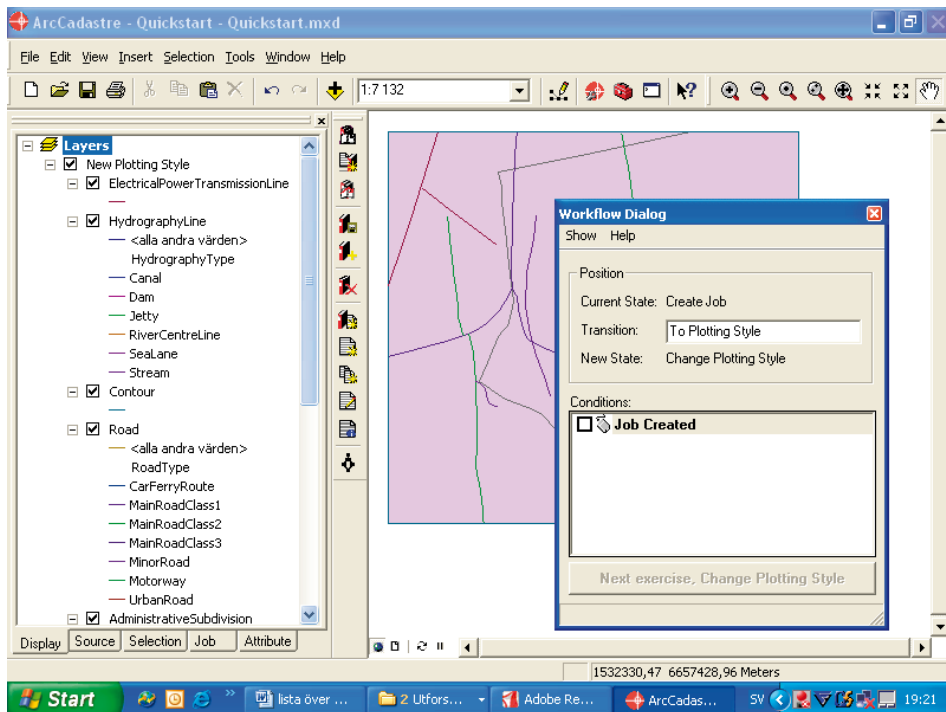 ArcCadastre - Quickstart - Quickstart.mxd
File Edit View Insert Selection Tools Window Help
1:7 132
Layers
New Plotting Style
ElectricalPowerTransmissionLine
HydrographyLine
<alla andra värden>
HydrographyType
Canal
Dam
Jetty
RiverCentreLine
SeaLane
Stream
Contour
Road
<alla andra värden>
RoadType
CarFerryRoute
MainRoadClass1
MainRoadClass2
MainRoadClass3
MinorRoad
Motorway
UrbanRoad
AdministrativeSubdivision
Display Source Selection Job Attribute
Workflow Dialog
Show Help
Position
Current State: Create Job
Transition: To Plotting Style
New State: Change Plotting Style
Conditions:
Job Created
Next exercise, Change Plotting Style
1532330,47 6657428,96 Meters
Start
lista över ...
2 Utfors...
Adobe Re...
ArcCadas...
SV
19:21